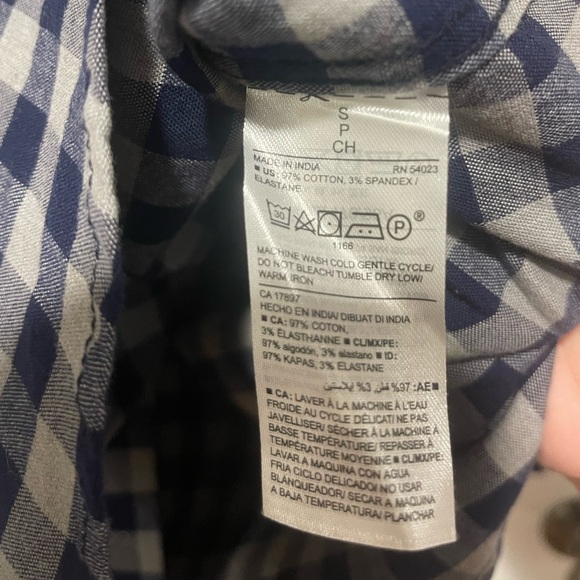 S
P
CH
MADE IN INDIA RN 54023
■ US: 97% COTTON, 3% SPANDEX/
ELASTANE
30 P ®
1166
MACHINE WASH COLD GENTLE CYCLE/
DO NOT BLEACH/ TUMBLE DRY LOW/
WARM IRON
CA 17897
HECHO EN INDIA/ DIBUAT DI INDIA
■ CA: 97% COTON,
3% ÉLASTHANNE ■ CL/MX/PE:
97% algodón, 3% elastano ■ ID:
97% KAPAS, 3% ELASTANE
■AE: 97% قطن 3% إيلاستين
■ CA: LAVER À LA MACHINE À L'EAU
FROIDE AU CYCLE DÉLICAT/ NE PAS
JAVELLISER/ SÉCHER À LA MACHINE À
BASSE TEMPÉRATURE/ REPASSER À
TEMPÉRATURE MOYENNE ■ CL/MX/PE:
LAVAR A MAQUINA CON AGUA
FRIA CICLO DELICADO/ NO USAR
BLANQUEADOR/ SECAR A MAQUINA
A BAJA TEMPERATURA/ PLANCHAR